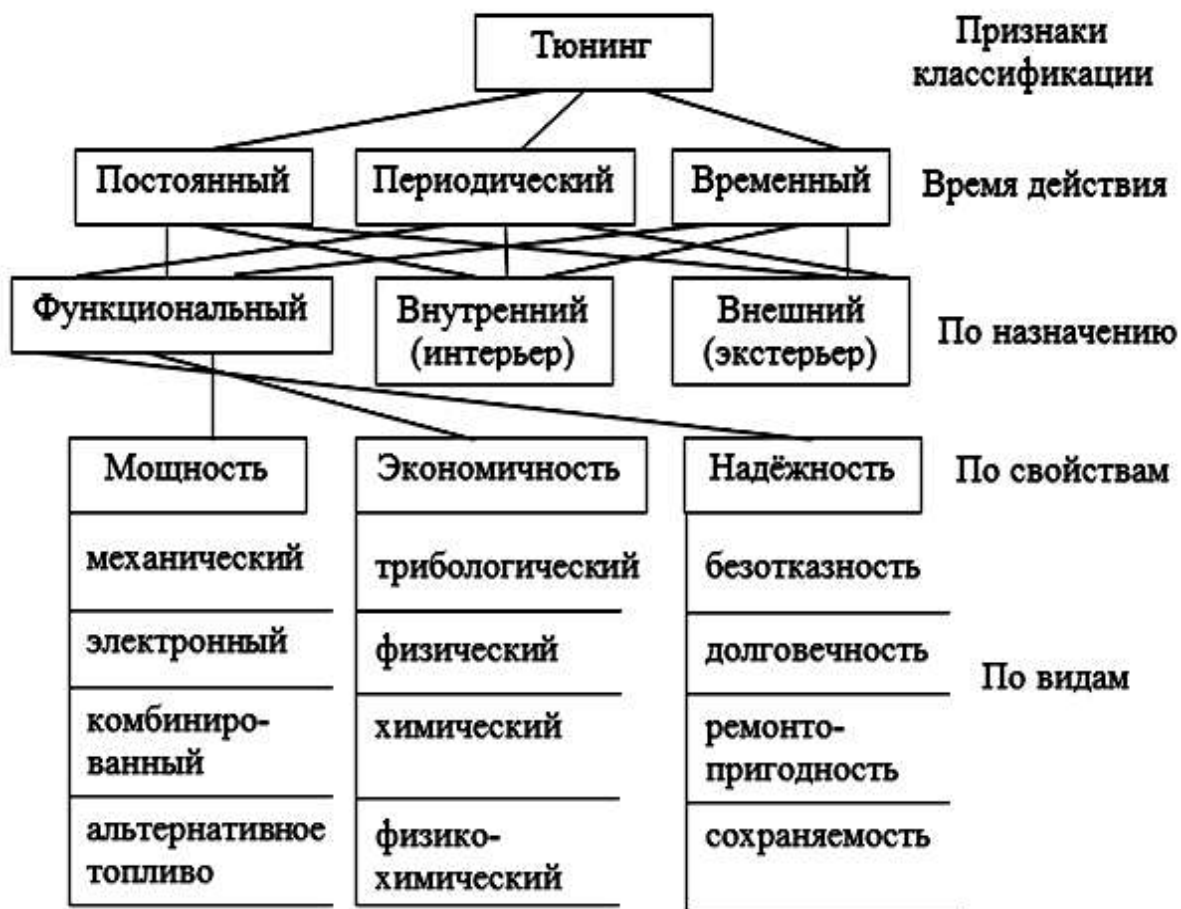 Тюнинг
Признаки
классификации
Постоянный
Периодический
Временный
Время действия
Функциональный
Внутренний
(интерьер)
Внешний
(экстерьер)
По назначению
Мощность
Экономичность
Надёжность
По свойствам
механический
трибологический
безотказность
электронный
физический
долговечность
По видам
комбиниро-
ванный
химический
ремонто-
пригодность
альтернативное
топливо
физико-
химический
сохраняемость